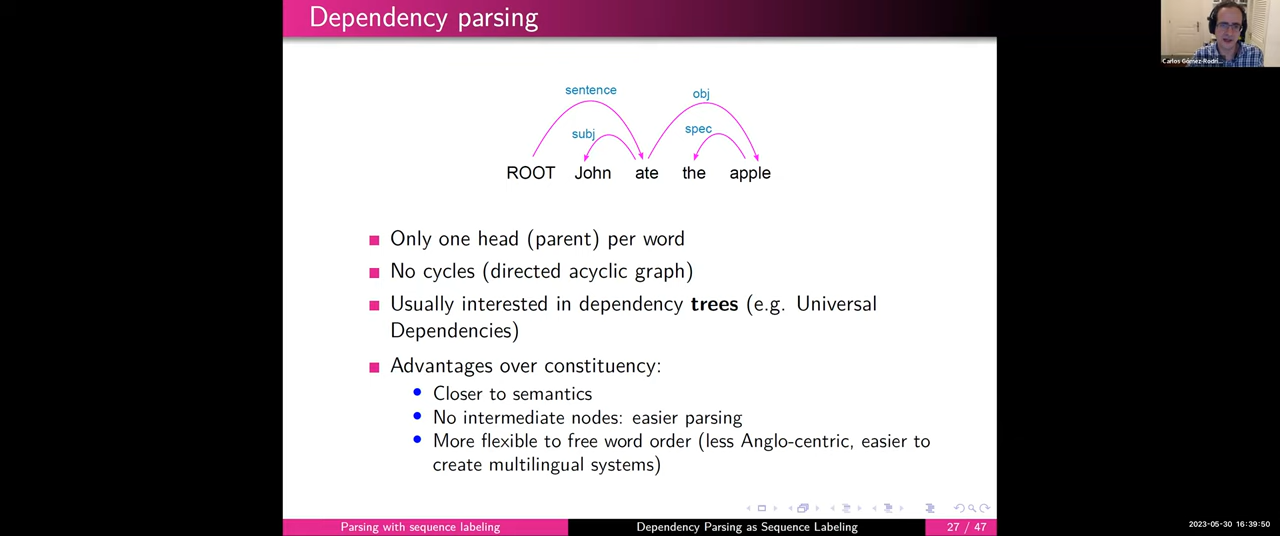 Dependency parsing
Carlos Gómez-Rodrí...
sentence
obj
subj
spec
ROOT John ate the apple
Only one head (parent) per word
No cycles (directed acyclic graph)
Usually interested in dependency trees (e.g. Universal
Dependencies)
Advantages over constituency:
Closer to semantics
No intermediate nodes: easier parsing
More flexible to free word order (less Anglo-centric, easier to
create multilingual systems)
Parsing with sequence labeling
Dependency Parsing as Sequence Labeling
27 / 47
2023-05-30 16:39:50